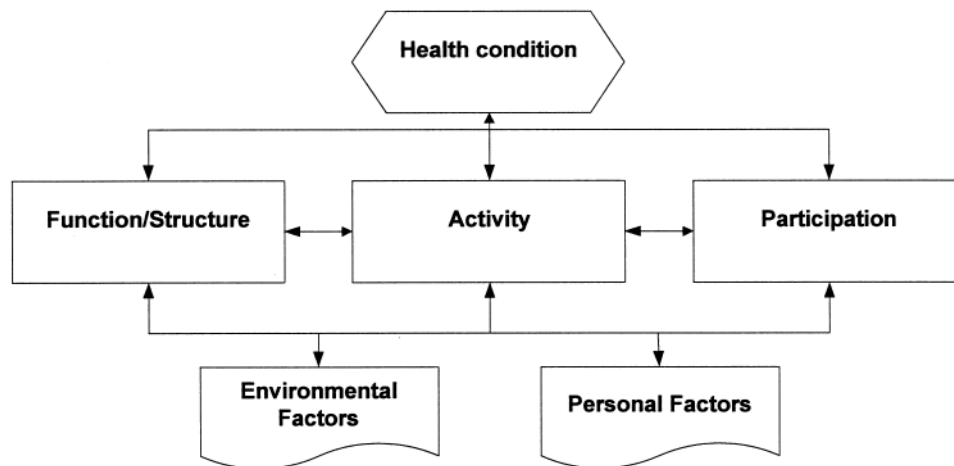 Health condition
Function/Structure
Activity
Participation
Environmental
Factors
Personal Factors